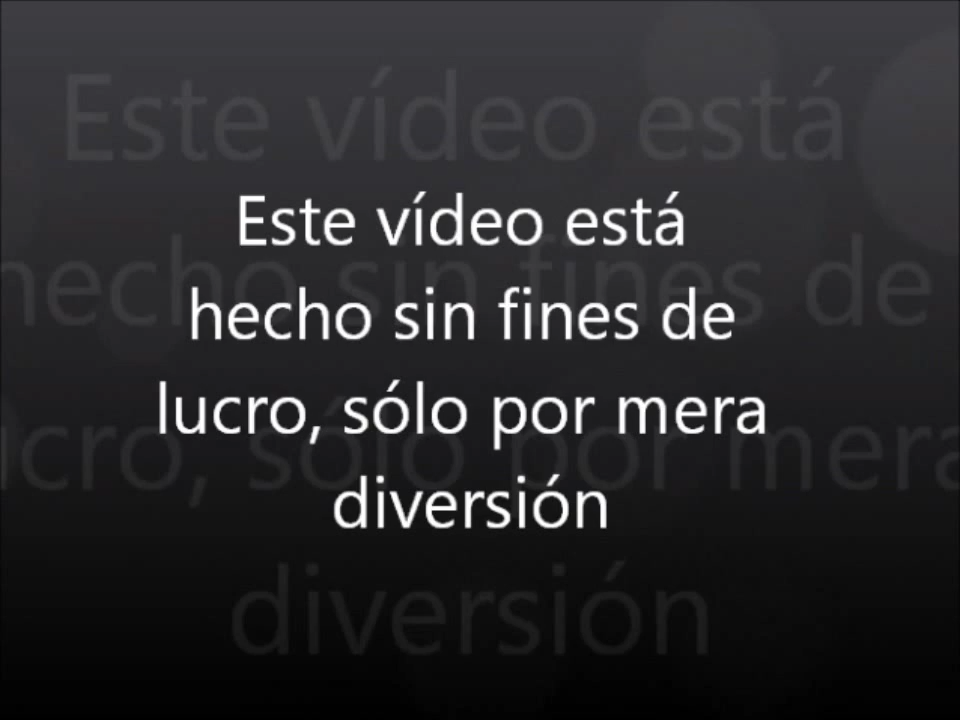 Este vídeo está
hecho sin fines de
lucro, sólo por mera
diversión